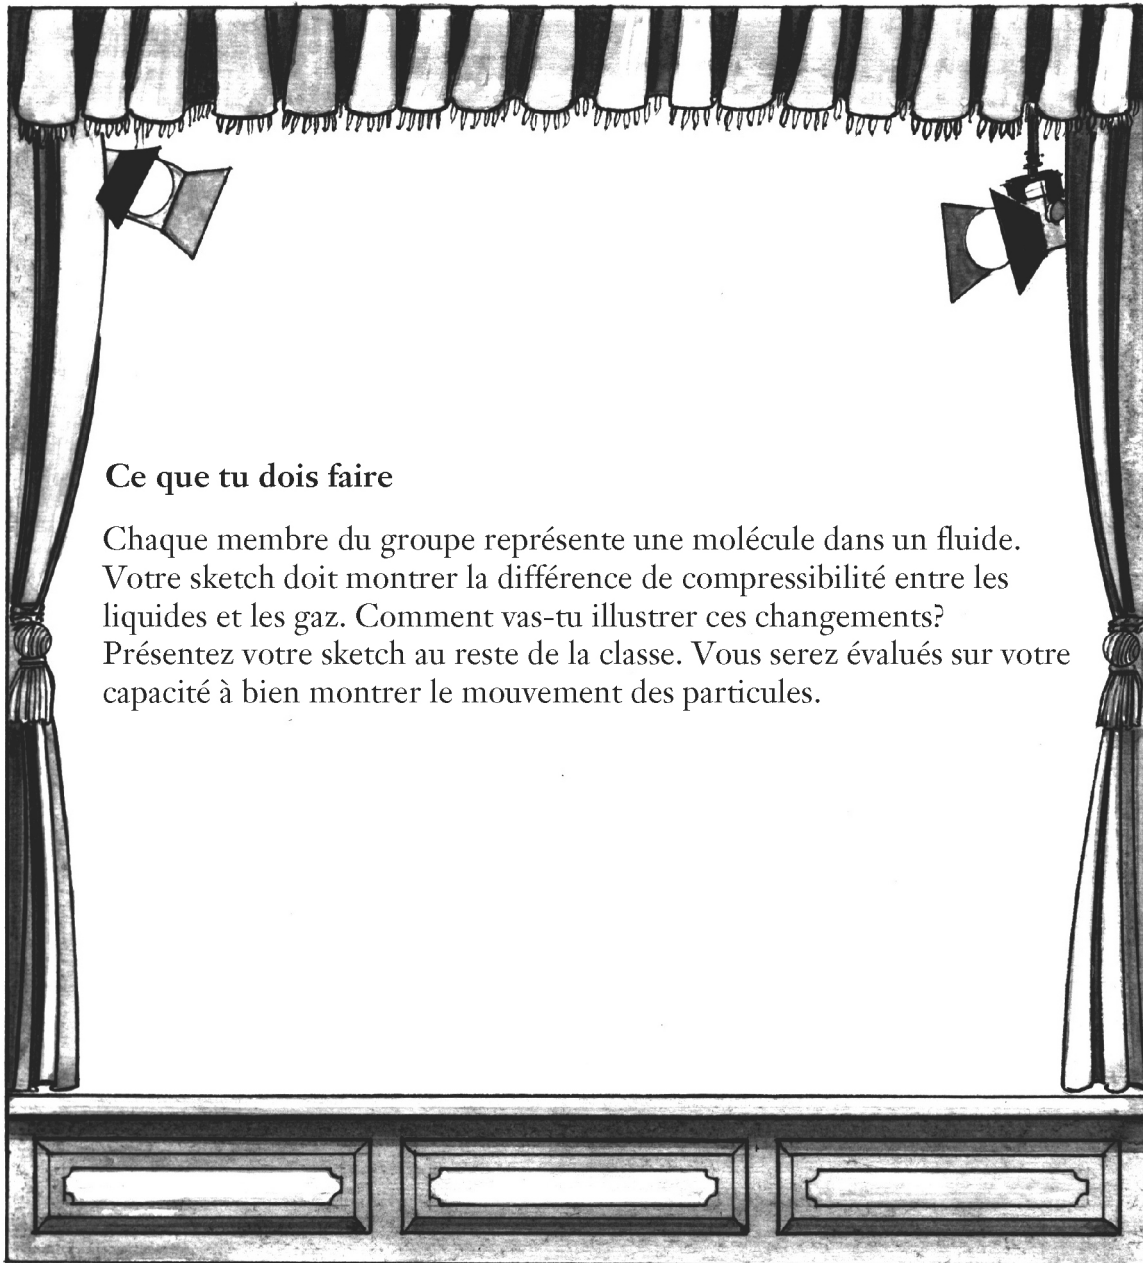 Ce que tu dois faire
Chaque membre du groupe représente une molécule dans un fluide.
Votre sketch doit montrer la différence de compressibilité entre les
liquides et les gaz. Comment vas-tu illustrer ces changements?
Présentez votre sketch au reste de la classe. Vous serez évalués sur votre
capacité à bien montrer le mouvement des particules.